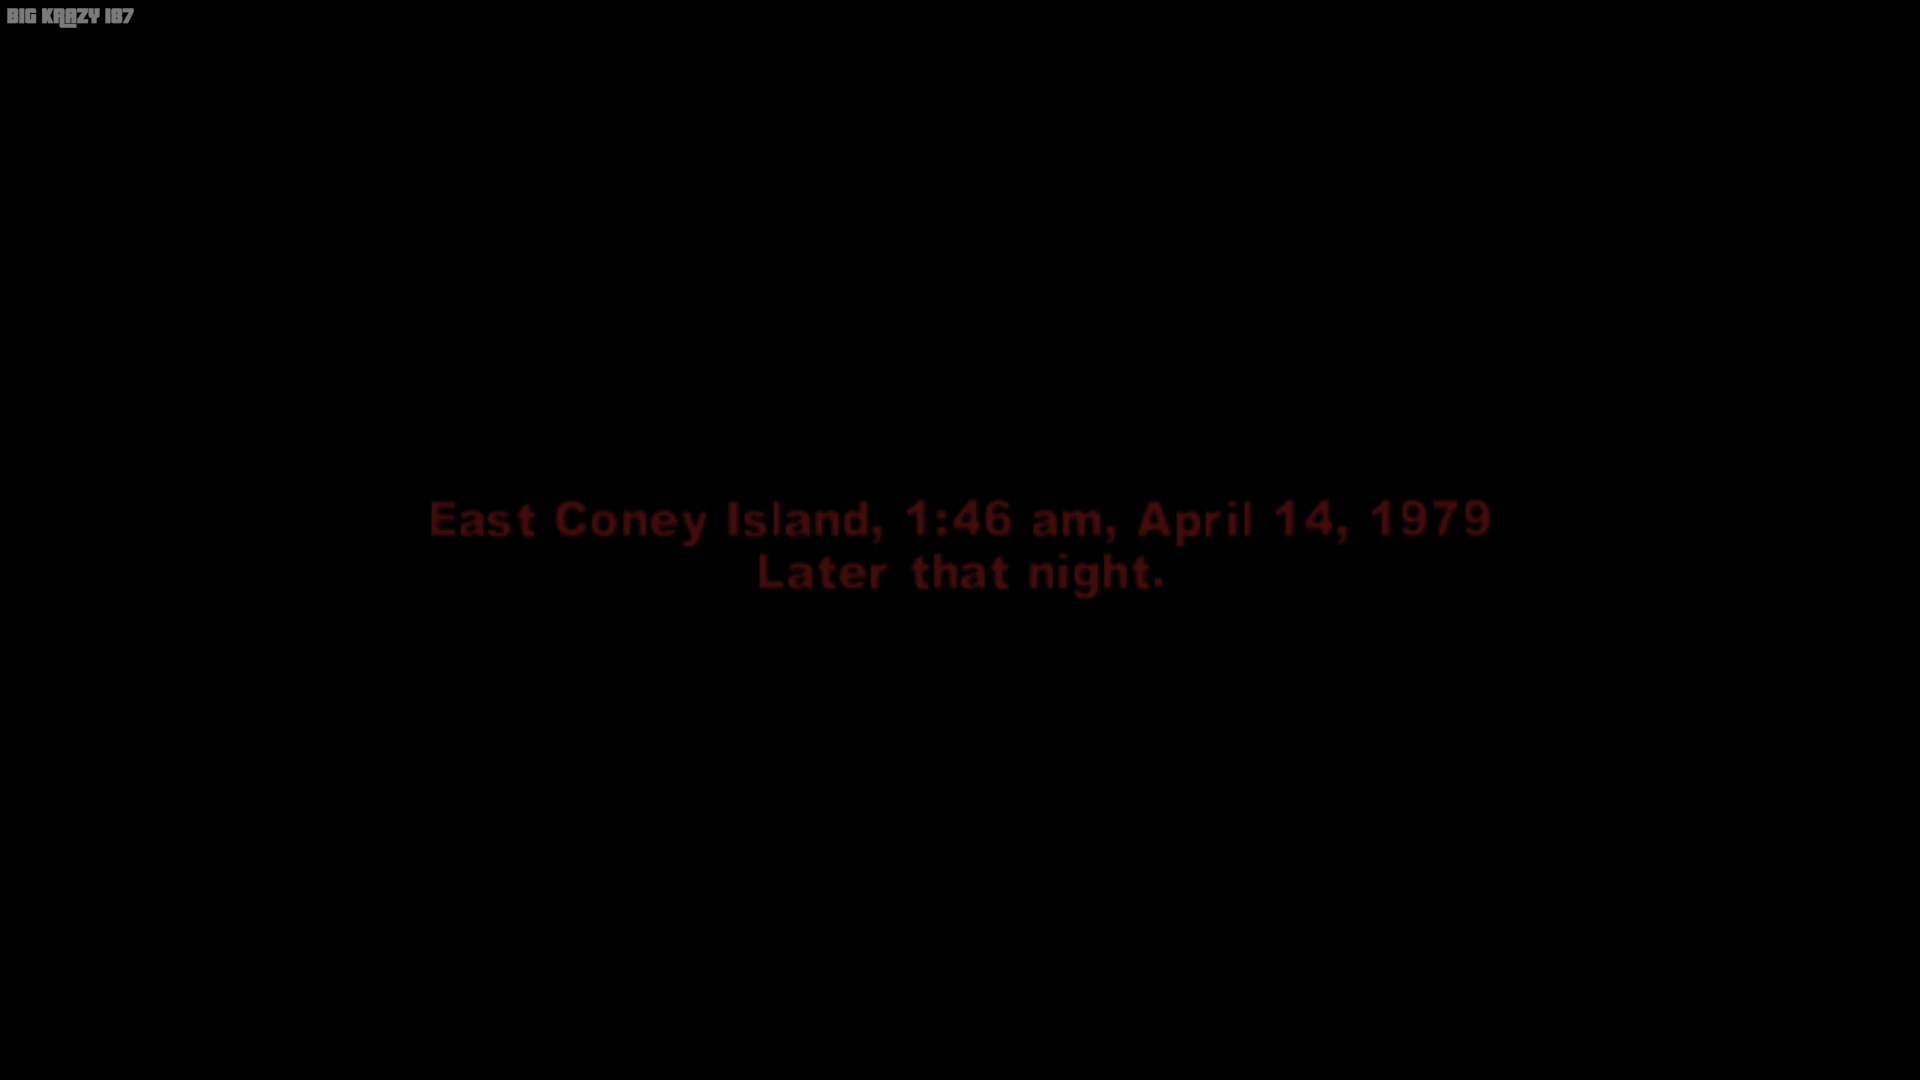 BIG KRAZY 187
East Coney Island, 1:46 am, April 14, 1979
Later that night.